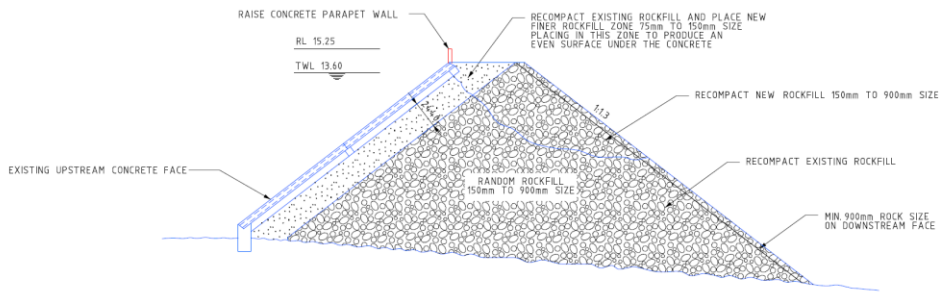 RAISE CONCRETE PARAPET WALL
RL 15.25
TWL 13.60
RECOMPACT EXISTING ROCKFILL AND PLACE NEW
FINER ROCKFILL ZONE 75mm TO 150mm SIZE
PLACING IN THIS ZONE TO PRODUCE AN
EVEN SURFACE UNDER THE CONCRETE
1:1.3
RECOMPACT NEW ROCKFILL 150mm TO 900mm SIZE
EXISTING UPSTREAM CONCRETE FACE
RECOMPACT EXISTING ROCKFILL
RANDOM ROCKFILL
150mm TO 900mm SIZE
MIN. 900mm ROCK SIZE
ON DOWNSTREAM FACE